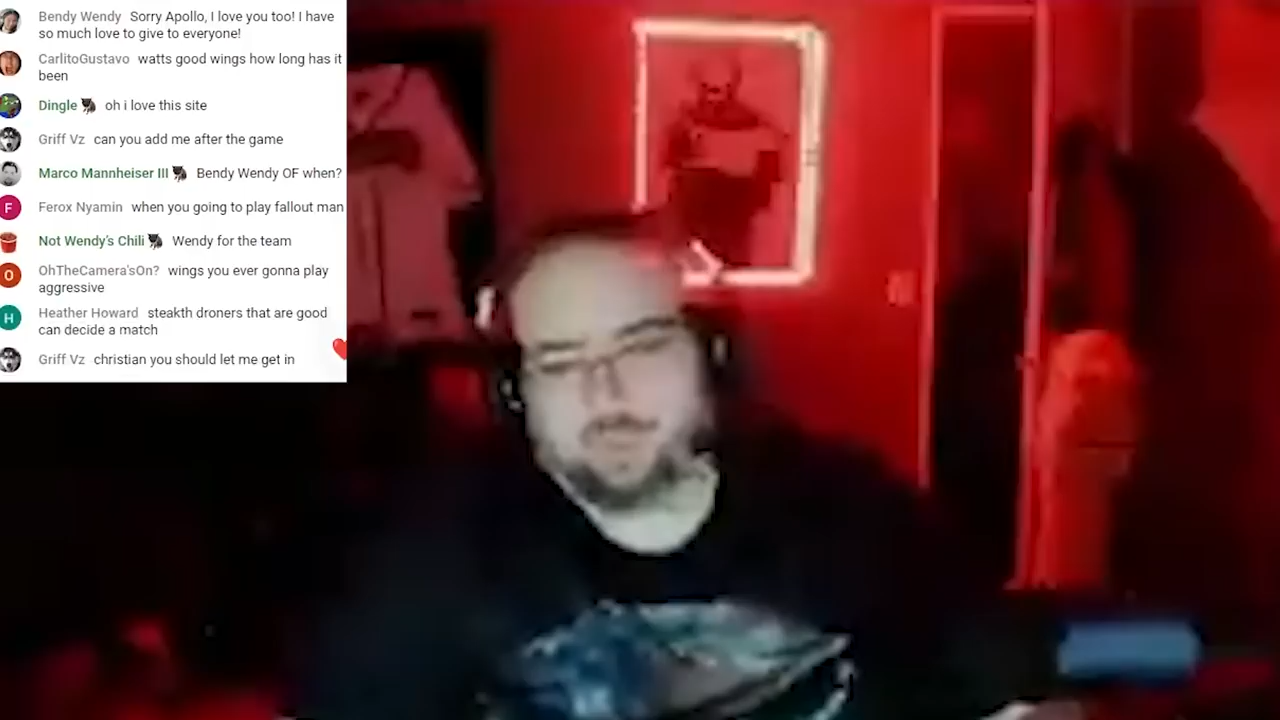 Bendy Wendy Sorry Apollo, I love you too! I have
so much love to give to everyone!
CarlitoGustavo watts good wings how long has it
been
Dingle oh i love this site
Griff Vz can you add me after the game
Marco Mannheiser III Bendy Wendy OF when?
F Ferox Nyamin when you going to play fallout man
Not Wendy's Chili Wendy for the team
O OhTheCamera'sOn? wings you ever gonna play
aggressive
H Heather Howard steakth droners that are good
can decide a match
Griff Vz christian you should let me get in